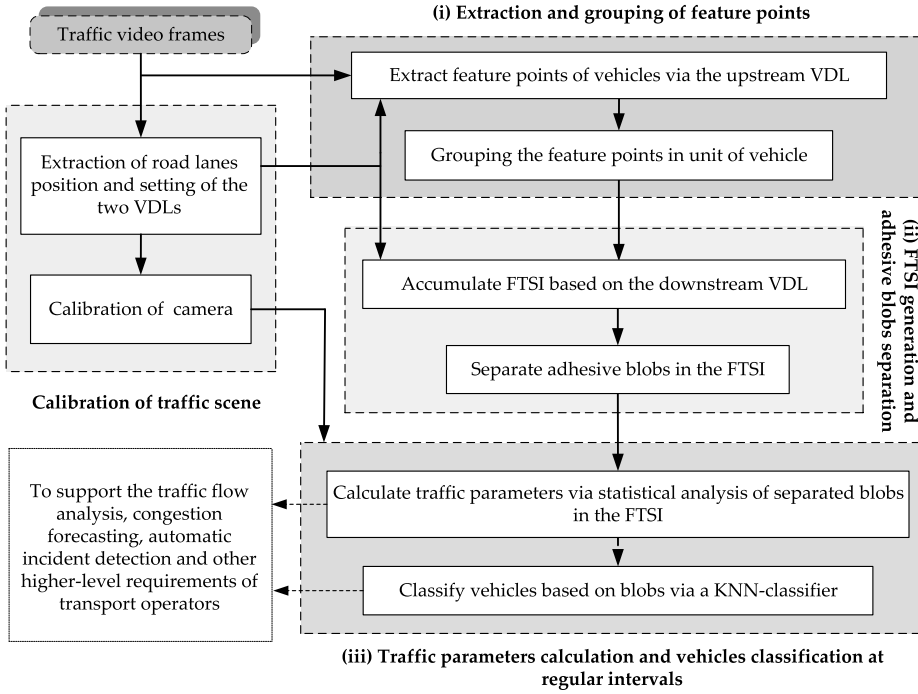 Traffic video frames
(i) Extraction and grouping of feature points
Extract feature points of vehicles via the upstream VDL
Grouping the feature points in unit of vehicle
Extraction of road lanes
position and setting of the
two VDLs
Calibration of camera
Calibration of traffic scene
(ii) FTSI generation and
adhesive blobs separation
Accumulate FTSI based on the downstream VDL
Separate adhesive blobs in the FTSI
To support the traffic flow
analysis, congestion
forecasting, automatic
incident detection and other
higher-level requirements of
transport operators
Calculate traffic parameters via statistical analysis of separated blobs
in the FTSI
Classify vehicles based on blobs via a KNN-classifier
(iii) Traffic parameters calculation and vehicles classification at
regular intervals